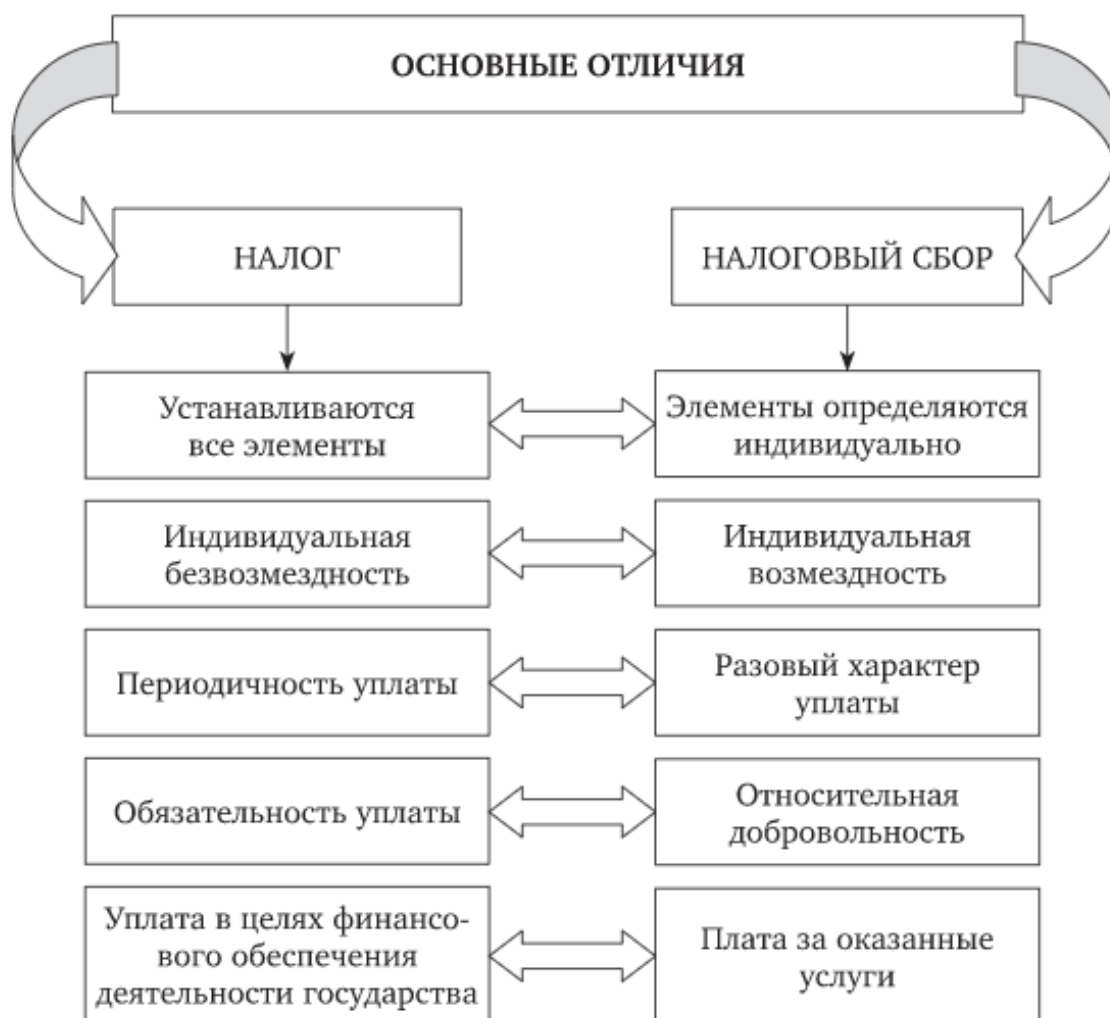 ОСНОВНЫЕ ОТЛИЧИЯ
НАЛОГ
НАЛОГОВЫЙ СБОР
Устанавливаются
все элементы
Элементы определяются
индивидуально
Индивидуальная
безвозмездность
Индивидуальная
возмездность
Периодичность уплаты
Разовый характер
уплаты
Обязательность уплаты
Относительная
добровольность
Уплата в целях финансо-
вого обеспечения
деятельности государства
Плата за оказанные
услуги